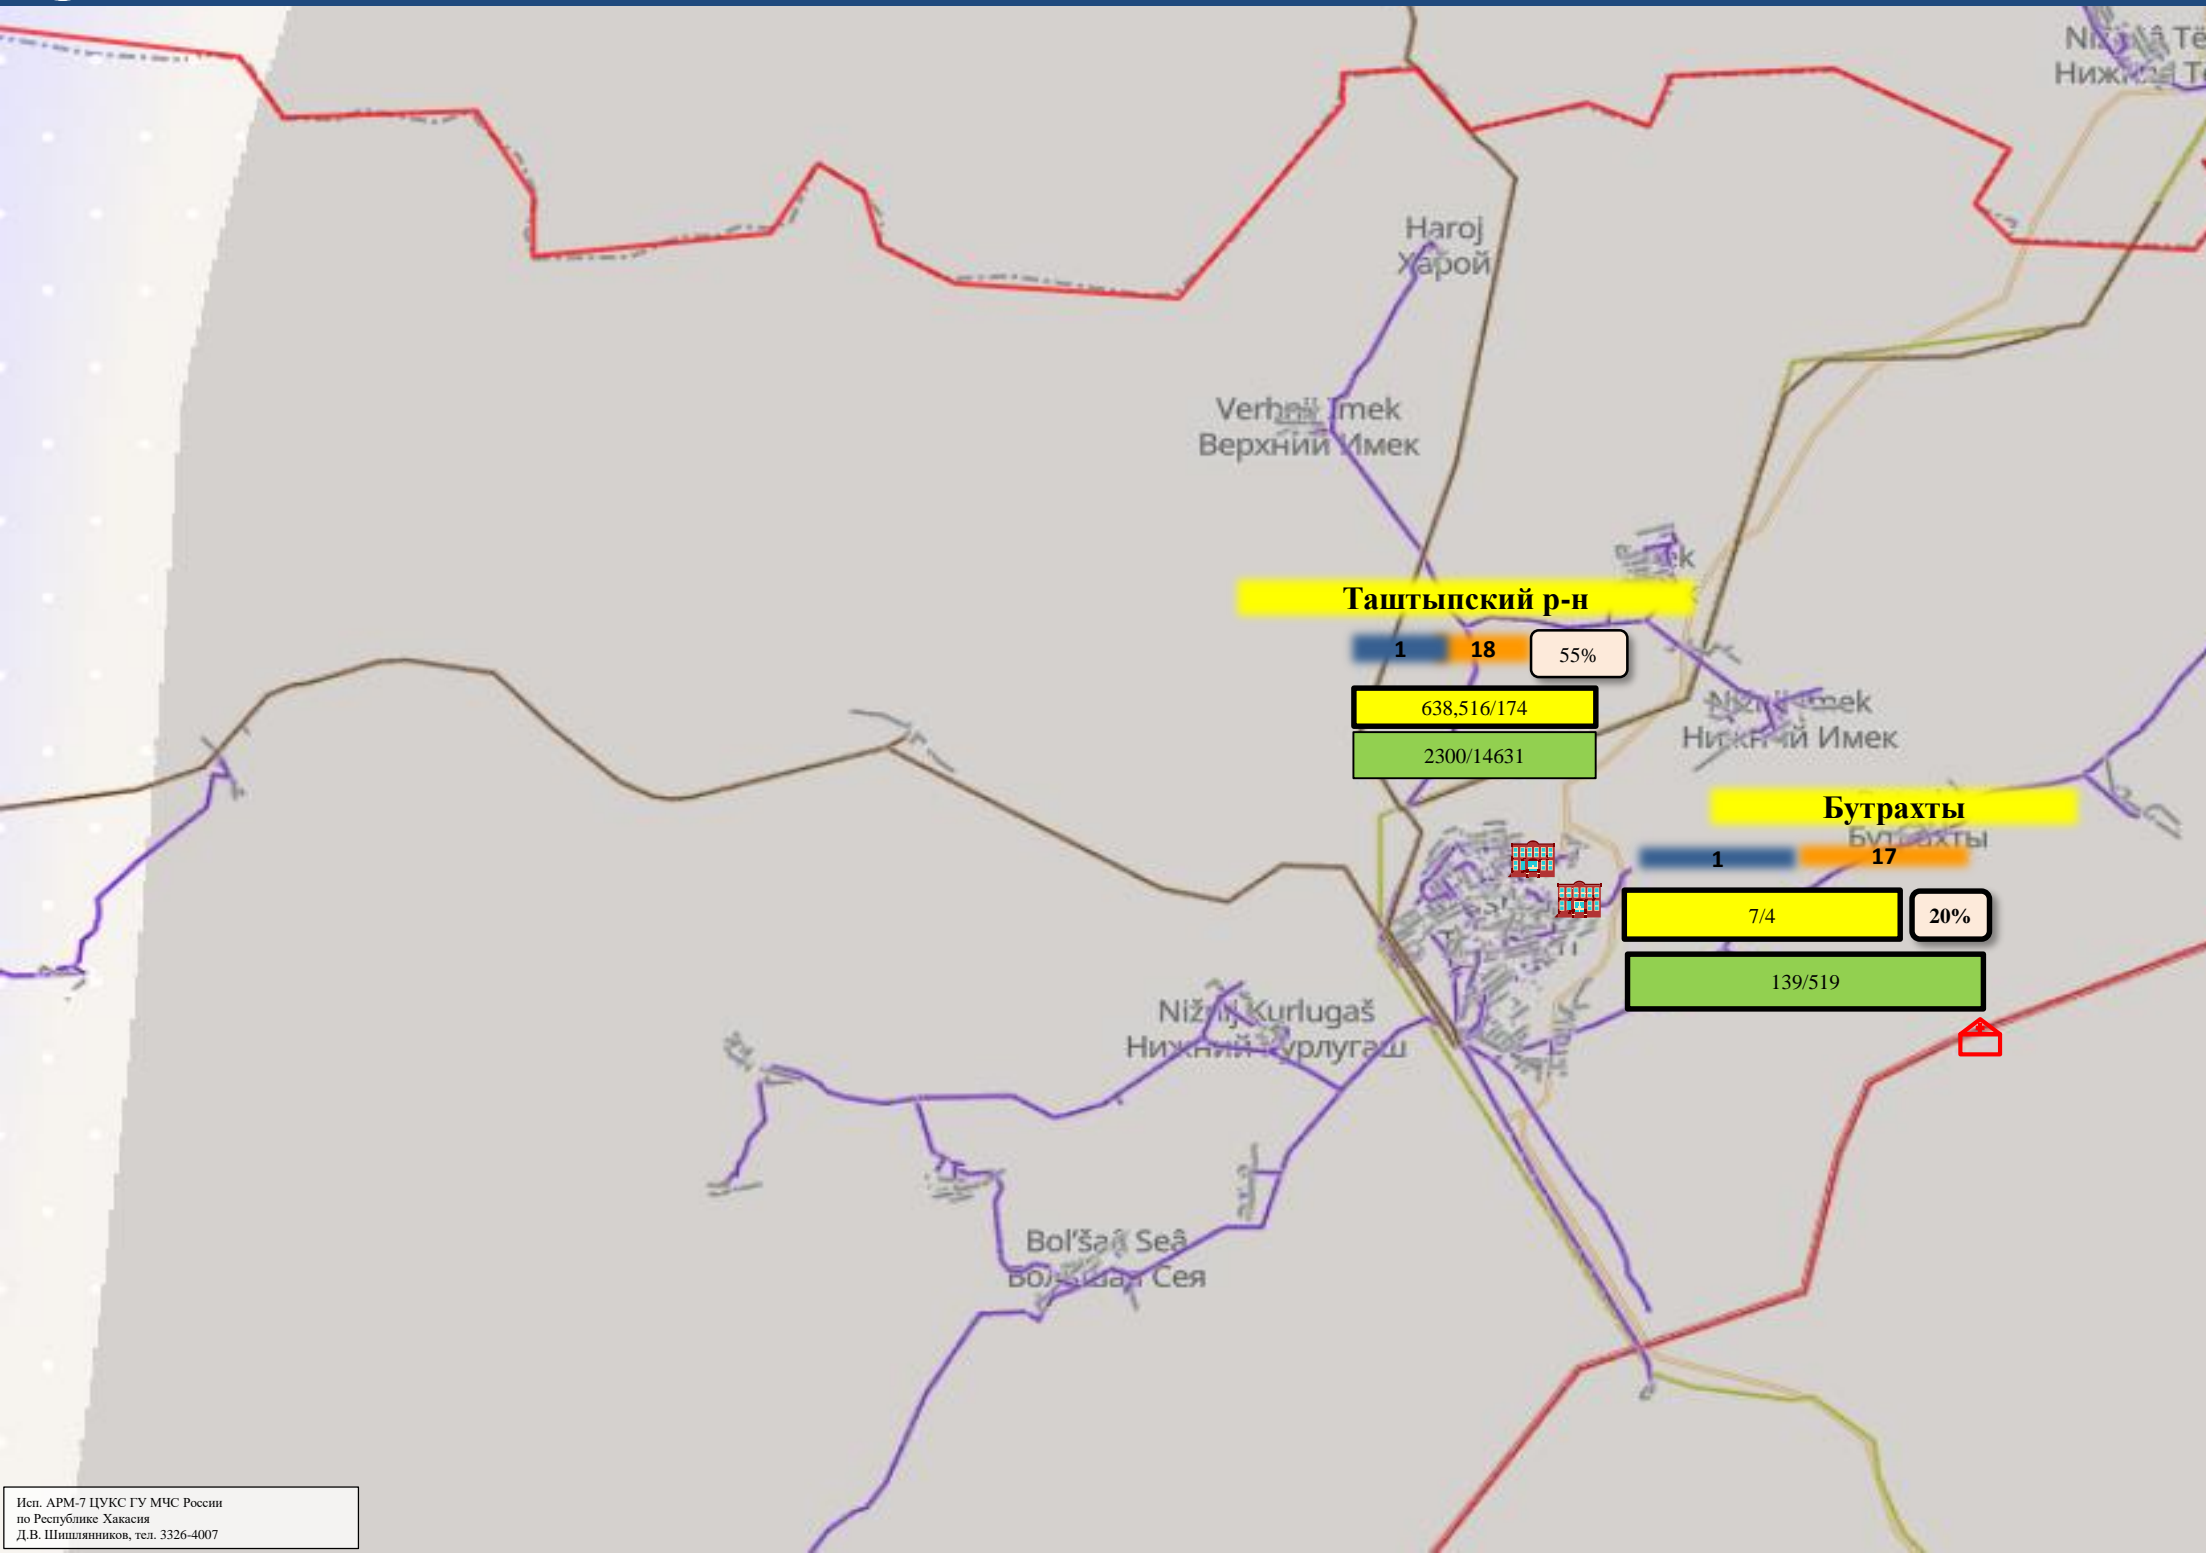 Haroj
Харой
Verhnij Imek
Верхний Имек
Таштыпский р-н
1
18
55%
638,516/174
2300/14631
Nižnij Imek
Нижний Имек
Бутрахты
Бутрахты
1
17
7/4
20%
139/519
Nižnij Kurlugaš
Нижний Курлугаш
Bol'šaâ Seâ
Большая Сея
Исп. АРМ-7 ЦУКС ГУ МЧС России
по Республике Хакасия
Д.В. Шишлянников, тел. 3326-4007